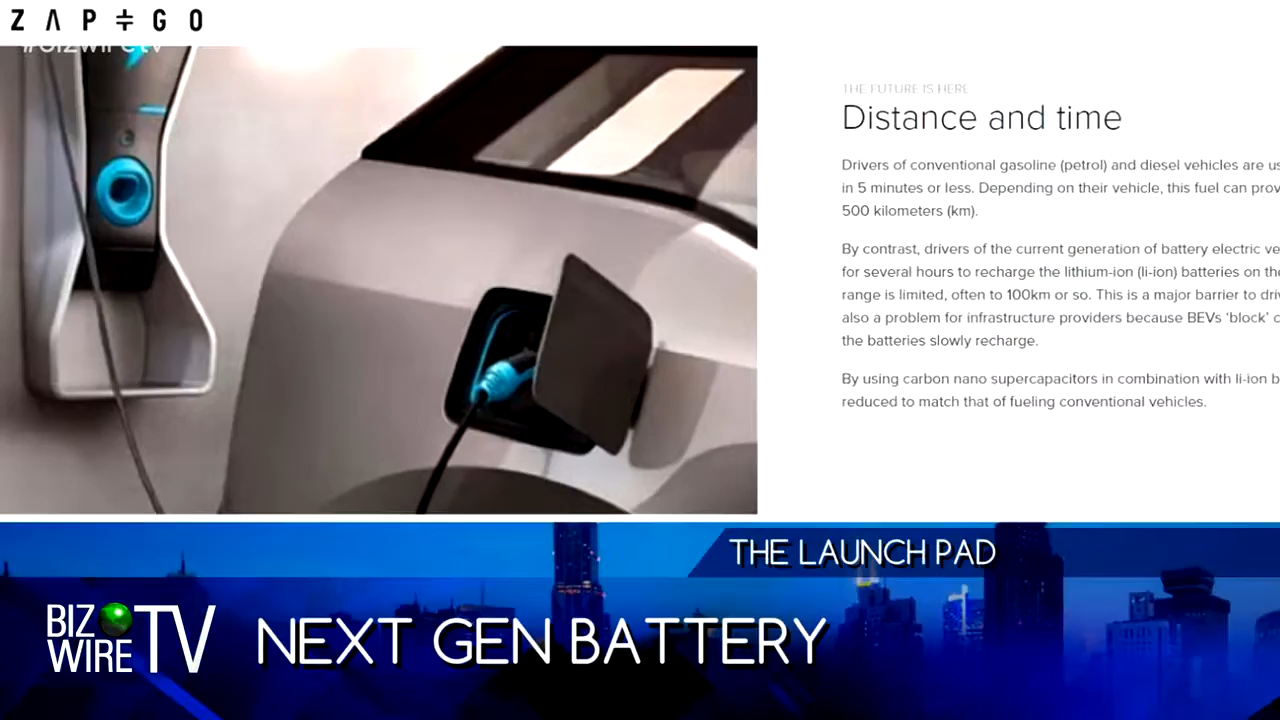 ZAP&GO
#bizwiretv
THE FUTURE IS HERE
Distance and time
Drivers of conventional gasoline (petrol) and diesel vehicles are
in 5 minutes or less. Depending on their vehicle, this fuel can
500 kilometers (km).
By contrast, drivers of the current generation of battery electric
for several hours to recharge the lithium-ion (li-ion) batteries on
range is limited, often to 100km or so. This is a major barrier to
also a problem for infrastructure providers because BEVs ‘block’
the batteries slowly recharge.
By using carbon nano supercapacitors in combination with li-ion
reduced to match that of fueling conventional vehicles.
THE LAUNCH PAD
BIZ
WIRE TV
NEXT GEN BATTERY